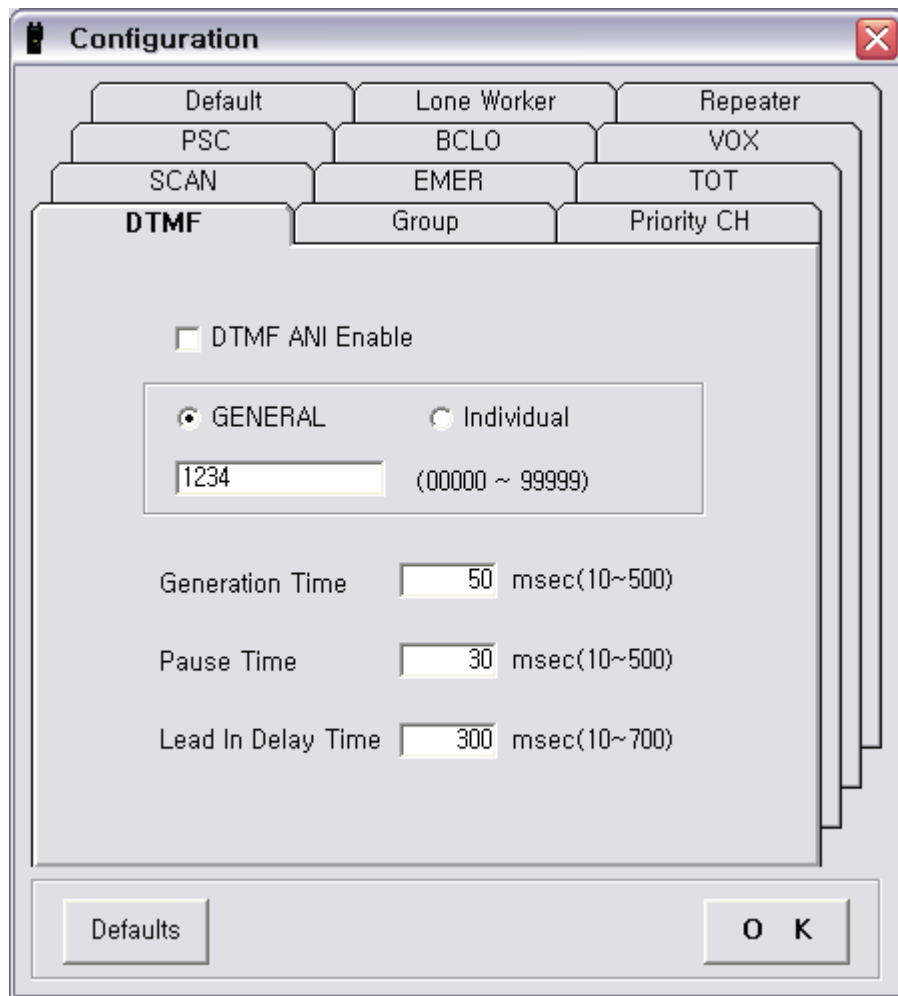 Configuration
Default Lone Worker Repeater
PSC BCLO VOX
SCAN EMER TOT
DTMF Group Priority CH
DTMF ANI Enable
GENERAL Individual
1234 (00000 ~ 99999)
Generation Time 50 msec(10~500)
Pause Time 30 msec(10~500)
Lead In Delay Time 300 msec(10~700)
Defaults O K